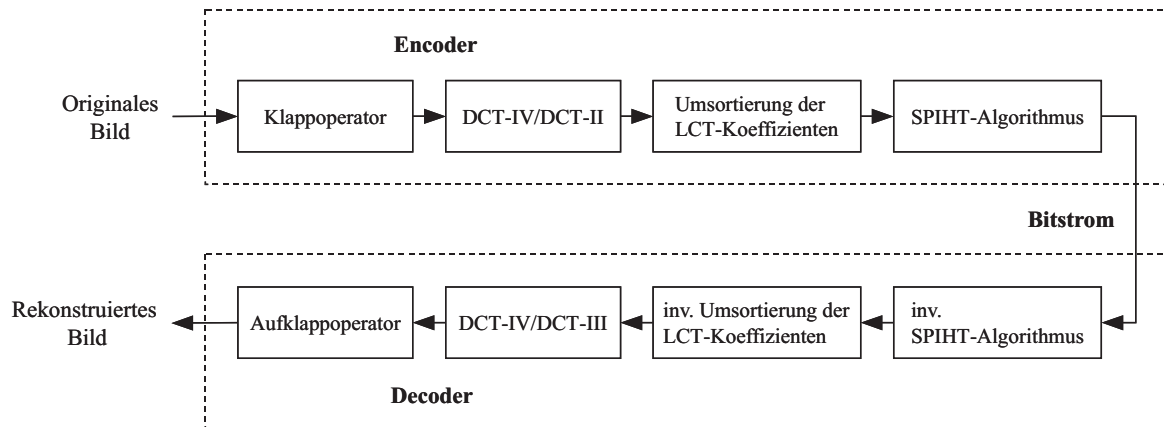 Encoder
Originales
Bild
Klappoperator
DCT-IV/DCT-II
Umsortierung der
LCT-Koeffizienten
SPIHT-Algorithmus
Bitstrom
Rekonstruiertes
Bild
Aufklappoperator
DCT-IV/DCT-III
inv. Umsortierung der
LCT-Koeffizienten
inv.
SPIHT-Algorithmus
Decoder